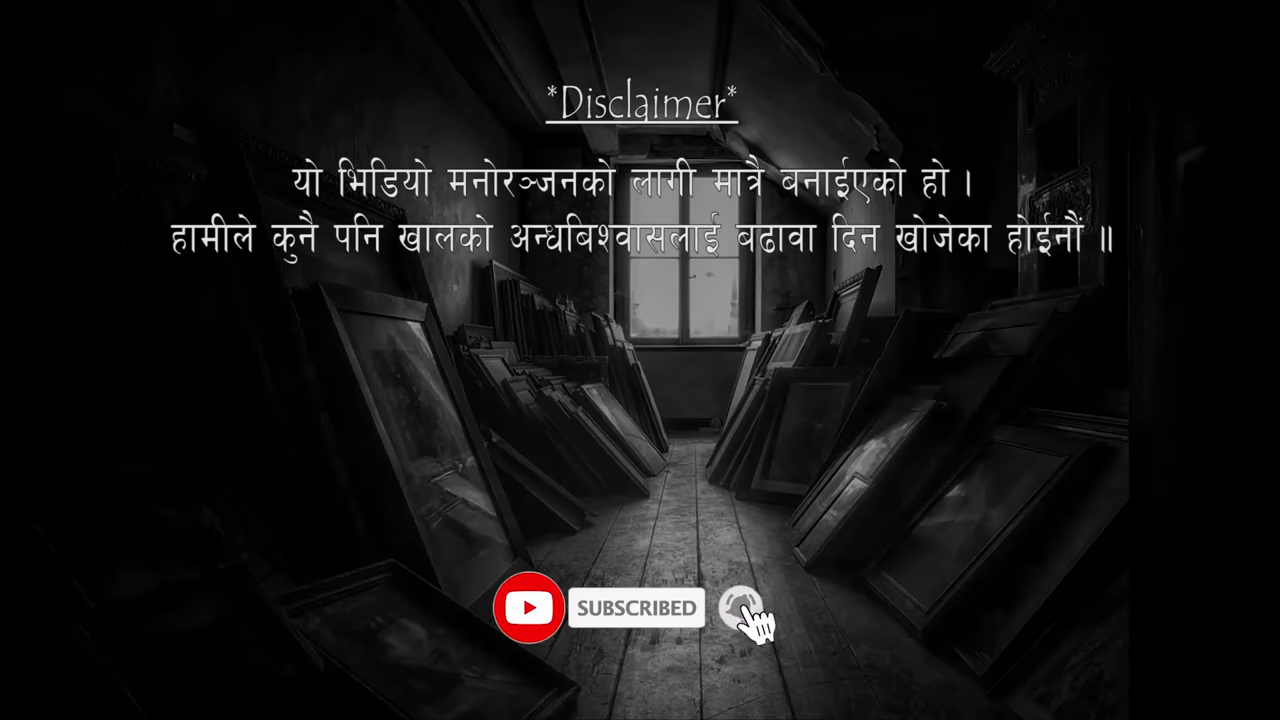 *Disclaimer*
यो भिडियो मनोरञ्जनको लागी मात्रै बनाईएको हो ।
हामीले कुनै पनि खालको अन्धबिश्वासलाई बढावा दिन खोजेका होईनौं ॥
SUBSCRIBED